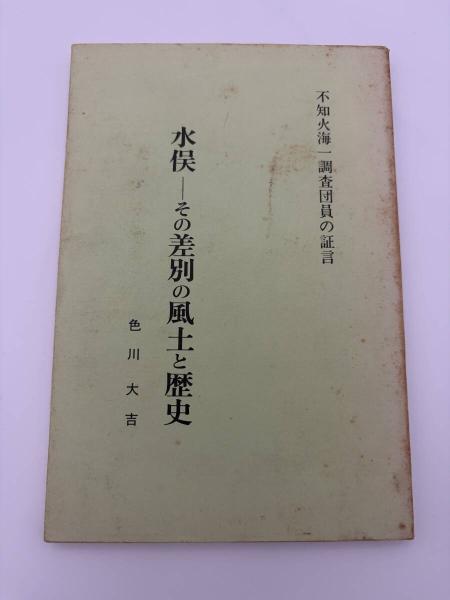 不知火海一調査団員の証言
水俣―その差別の風土と歴史
色川大吉